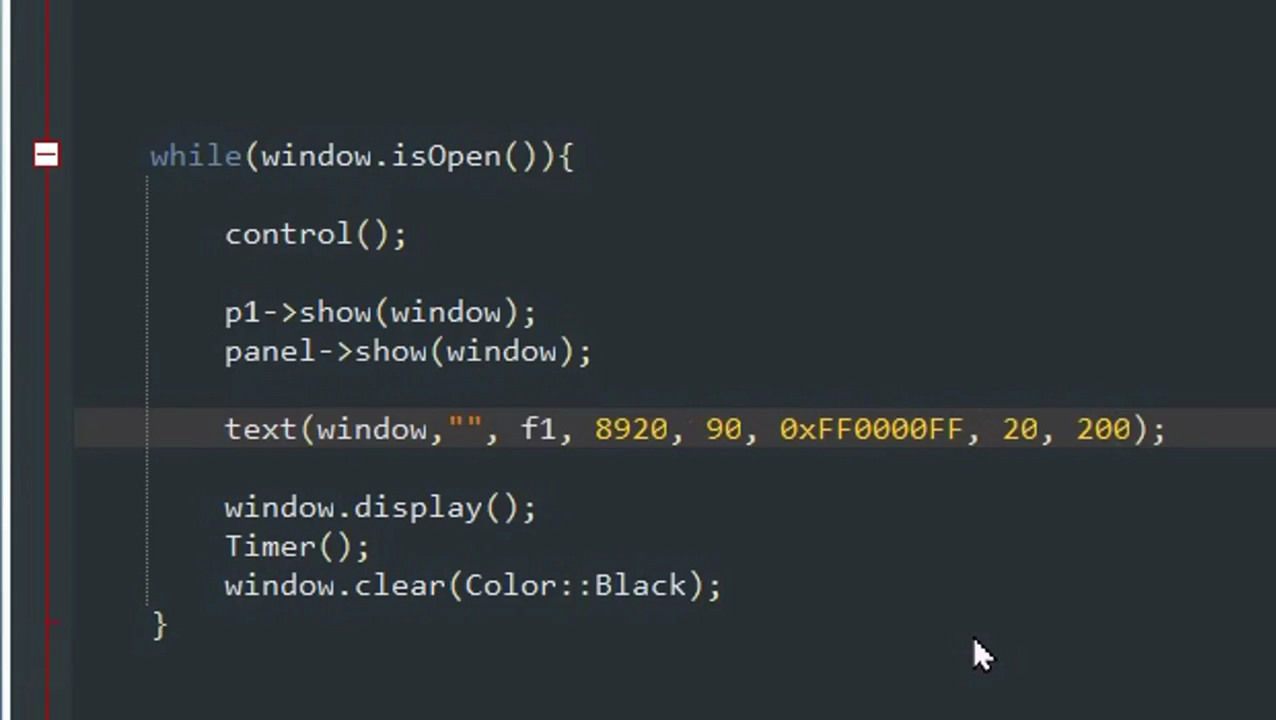 while(window.isOpen()){
control();
p1->show(window);
panel->show(window);
text(window,"", f1, 8920, 90, 0xFF0000FF, 20, 200);
window.display();
Timer();
window.clear(Color::Black);
}